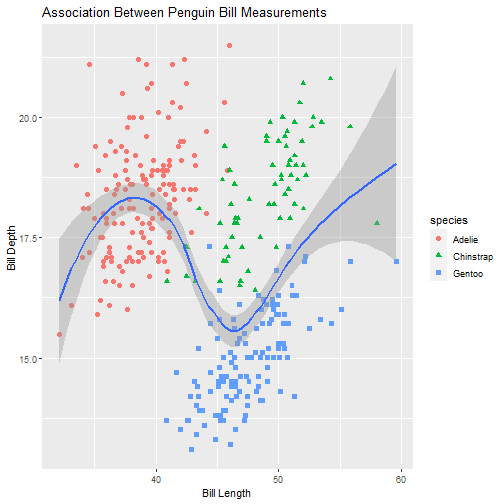 Association Between Penguin Bill Measurements
Bill Depth
20.0
17.5
15.0
40
50
60
Bill Length
species
Adelie
Chinstrap
Gentoo